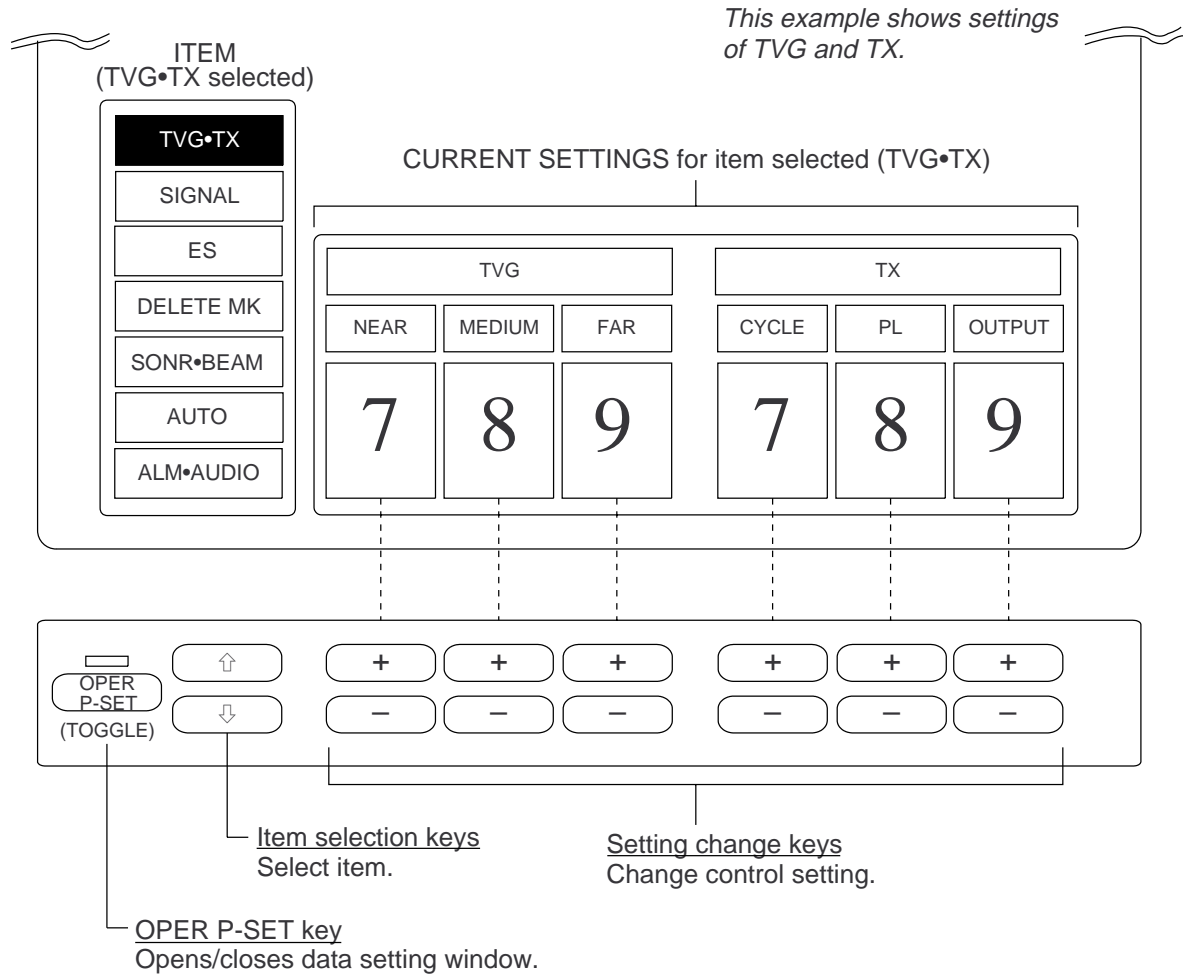 This example shows settings
of TVG and TX.
ITEM
(TVG•TX selected)
TVG•TX
SIGNAL
ES
DELETE MK
SONR•BEAM
AUTO
ALM•AUDIO
CURRENT SETTINGS for item selected (TVG•TX)
TVG TX
NEAR MEDIUM FAR CYCLE PL OUTPUT
7 8 9 7 8 9
+ + + + + +
OPER
P-SET
(TOGGLE)
– – – – – –
Item selection keys
Select item.
Setting change keys
Change control setting.
OPER P-SET key
Opens/closes data setting window.